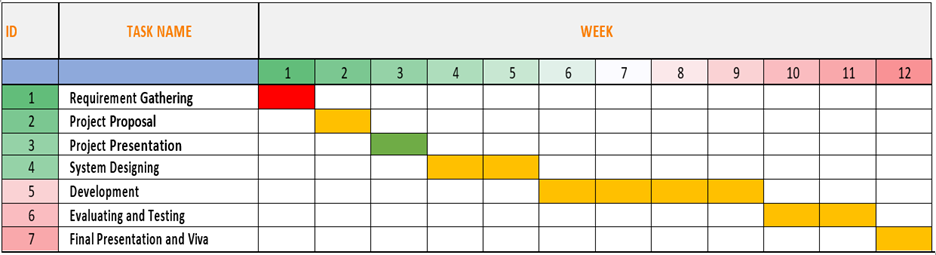 ID TASK NAME WEEK
1 2 3 4 5 6 7 8 9 10 11 12
1 Requirement Gathering
2 Project Proposal
3 Project Presentation
4 System Designing
5 Development
6 Evaluating and Testing
7 Final Presentation and Viva